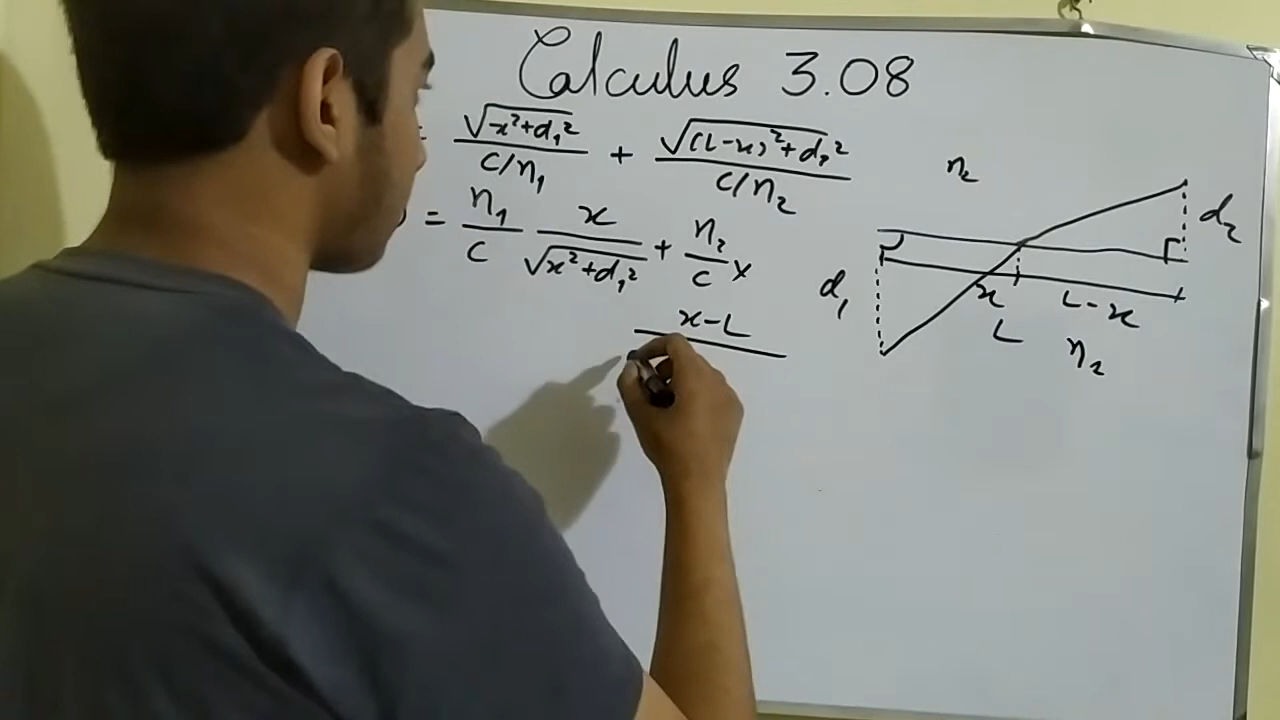 Calculus 3.08
= √(x²+d₁²) / (c/n₁) + √((L-x)²+d₂²) / (c/n₂)
= n₁/c x/√(x²+d₁²) + n₂/c ×
x-L
n₂
d₂
d₁
x L-x
L
n₂